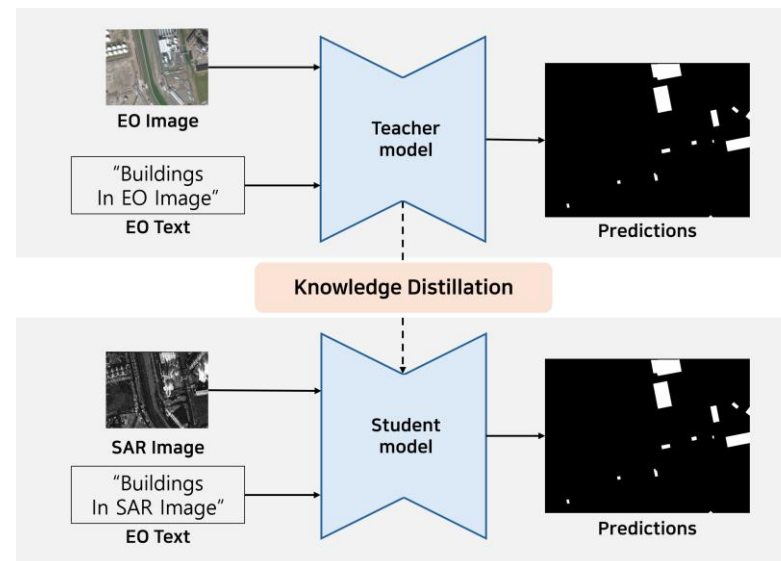 EO Image
“Buildings
In EO Image”
EO Text
Teacher
model
Predictions
Knowledge Distillation
SAR Image
“Buildings
In SAR Image”
EO Text
Student
model
Predictions